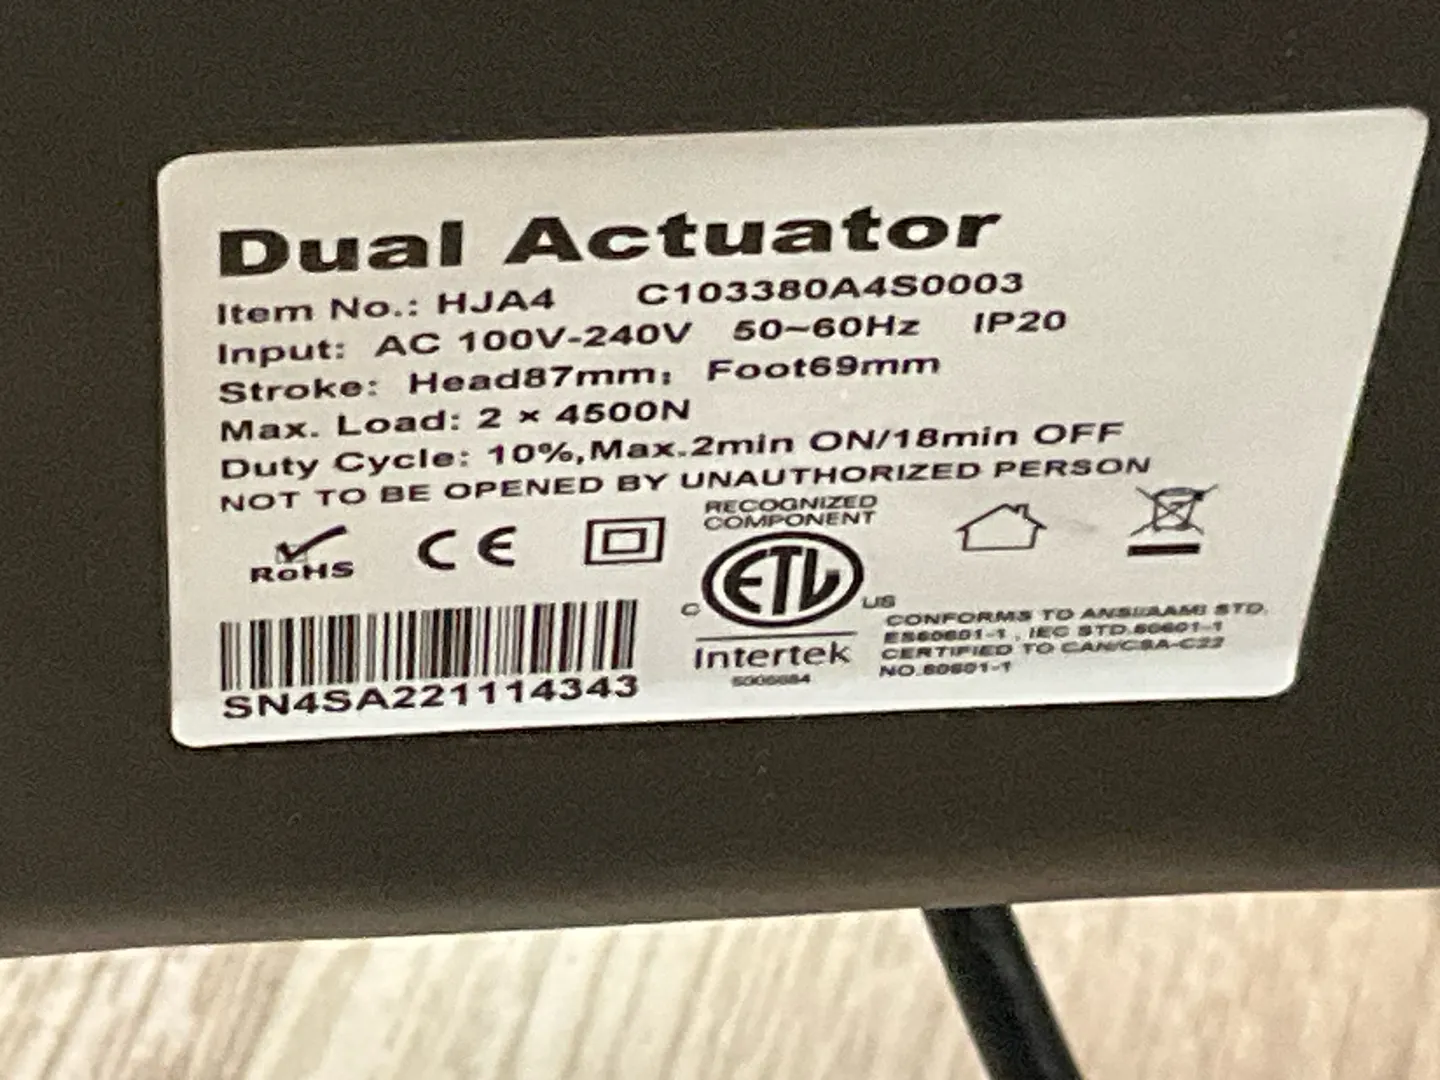 Dual Actuator
Item No.: HJA4 C103380A4S0003
Input: AC 100V-240V 50~60Hz IP20
Stroke: Head87mm; Foot69mm
Max. Load: 2 × 4500N
Duty Cycle: 10%,Max.2min ON/18min OFF
NOT TO BE OPENED BY UNAUTHORIZED PERSON
RoHS
CE
RECOGNIZED
COMPONENT
C ETL US
Intertek
SN4SA221114343
CONFORMS TO ANSI/AAMI STD.
ES60601-1 , IEC STD.60601-1
CERTIFIED TO CAN/CSA-C22
NO.60601-1